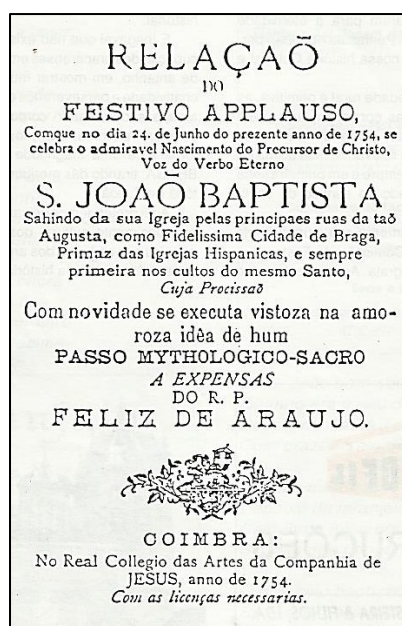 RELAÇAÕ
DO
FESTIVO APPLAUSO,
Comque no dia 24. de Junho do prezente anno de 1754, se
celebra o admiravel Nascimento do Precursor de Christo,
Voz do Verbo Eterno
S. JOAÕ BAPTISTA
Sahindo da sua Igreja pelas principaes ruas da taõ
Augusta, como Fidelissima Cidade de Braga,
Primaz das Igrejas Hispanicas, e sempre
primeira nos cultos do mesmo Santo,
Cuja Procissaõ
Com novidade se executa vistoza na amo-
roza idêa de hum
PASSO MYTHOLOGICO-SACRO
A EXPENSAS
DO R. P.
FELIZ DE ARAUJO.
COIMBRA:
No Real Collegio das Artes da Companhia de
JESUS, anno de 1754.
Com as licenças necessarias.